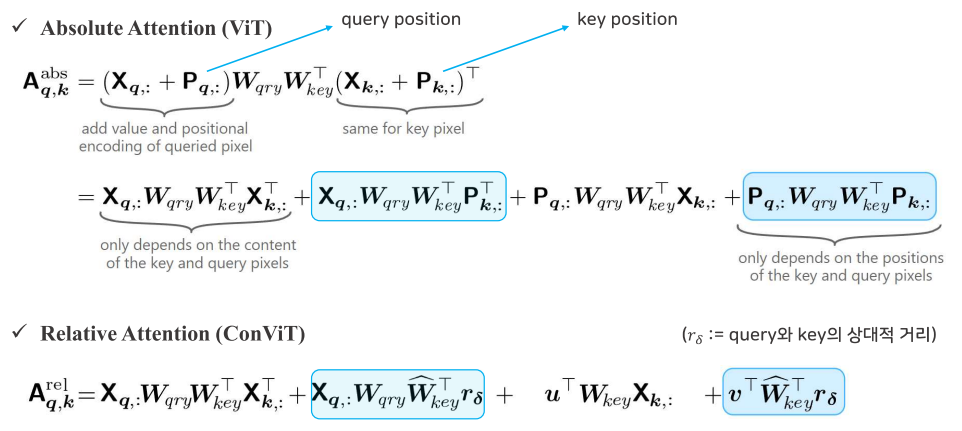 query position
key position
✓ Absolute Attention (ViT)
A^{abs}_{q,k} = (X_{q,:} + P_{q,:})W_{qry}W_{key}^⊤(X_{k,:} + P_{k,:})^⊤
add value and positional
encoding of queried pixel
same for key pixel
= X_{q,:}W_{qry}W_{key}^⊤X_{k,:}^⊤ + X_{q,:}W_{qry}W_{key}^⊤P_{k,:}^⊤ + P_{q,:}W_{qry}W_{key}^⊤X_{k,:} + P_{q,:}W_{qry}W_{key}^⊤P_{k,:}
only depends on the content
of the key and query pixels
only depends on the positions
of the key and query pixels
✓ Relative Attention (ConViT)
(r_δ := query와 key의 상대적 거리)
A^{rel}_{q,k} = X_{q,:}W_{qry}W_{key}^⊤X_{k,:}^⊤ + X_{q,:}W_{qry}Ŵ_{key}^⊤r_δ + u^⊤W_{key}X_{k,:} + v^⊤Ŵ_{key}^⊤r_δ